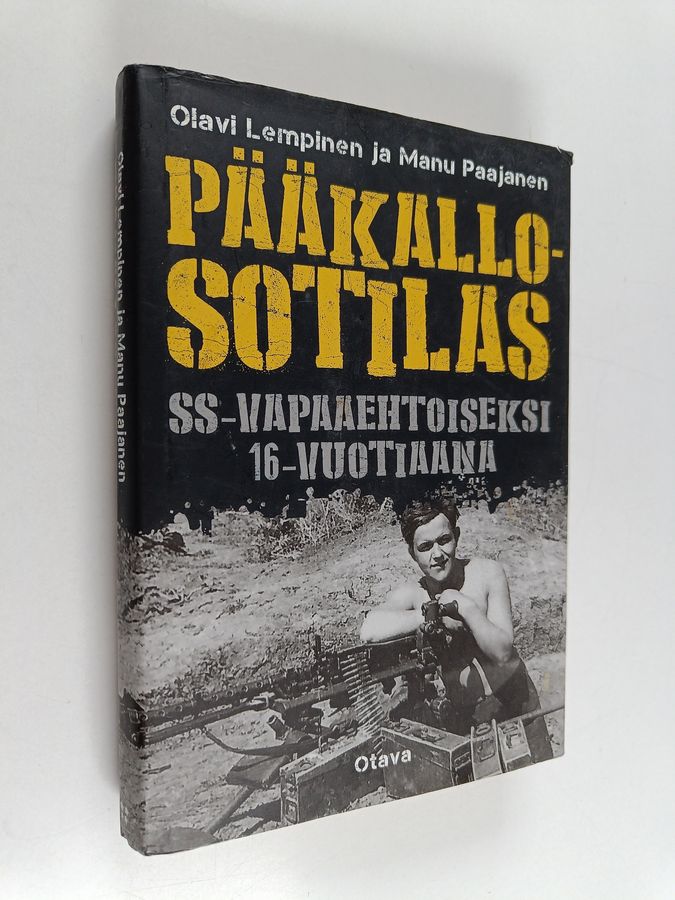 Olavi Lempinen ja Manu Paajanen
PÄÄKALLO-
SOTILAS
SS-VAPAAEHTOISEKSI
16-VUOTIAANA
Otava
Olavi Lempinen ja Manu Paajanen